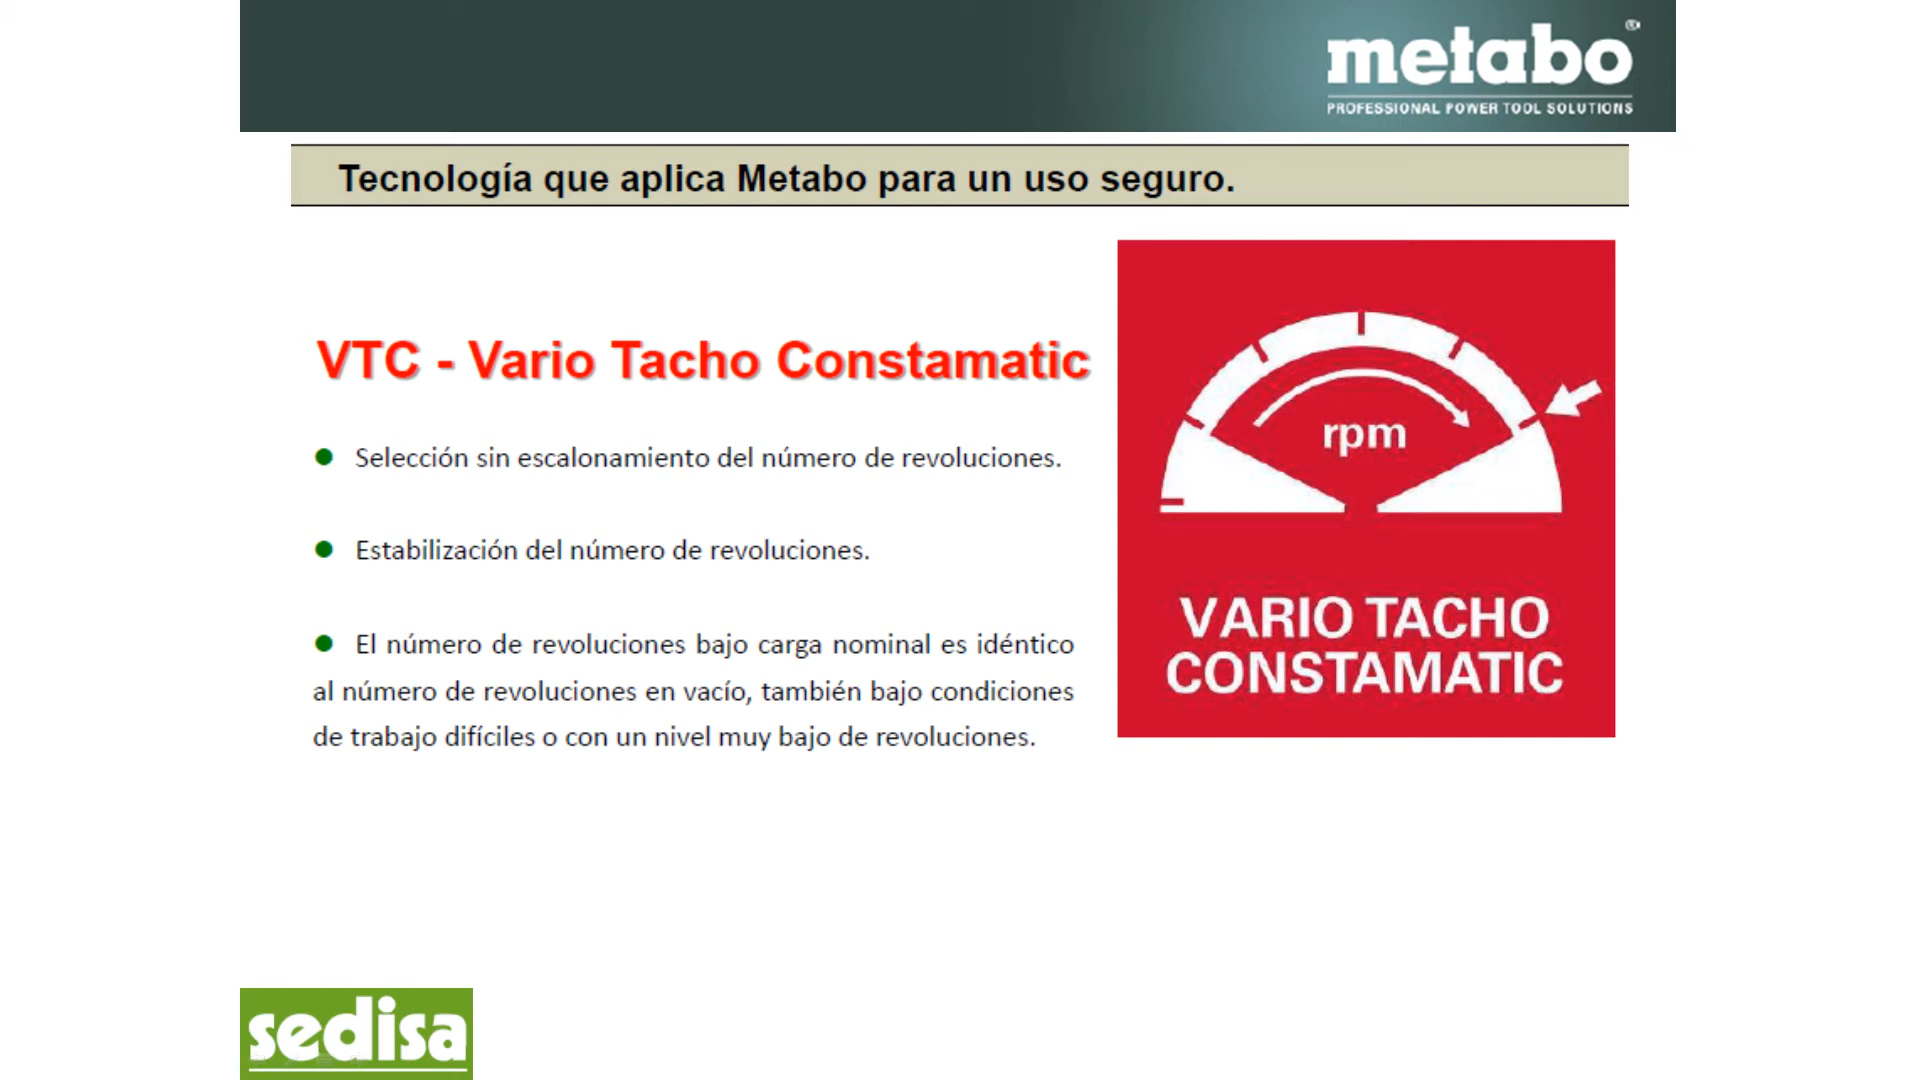 metabo®
PROFESSIONAL POWER TOOL SOLUTIONS
Tecnología que aplica Metabo para un uso seguro.
VTC - Vario Tacho Constamatic
● Selección sin escalonamiento del número de revoluciones.
● Estabilización del número de revoluciones.
● El número de revoluciones bajo carga nominal es idéntico
al número de revoluciones en vacío, también bajo condiciones
de trabajo difíciles o con un nivel muy bajo de revoluciones.
rpm
VARIO TACHO
CONSTAMATIC
sedisa